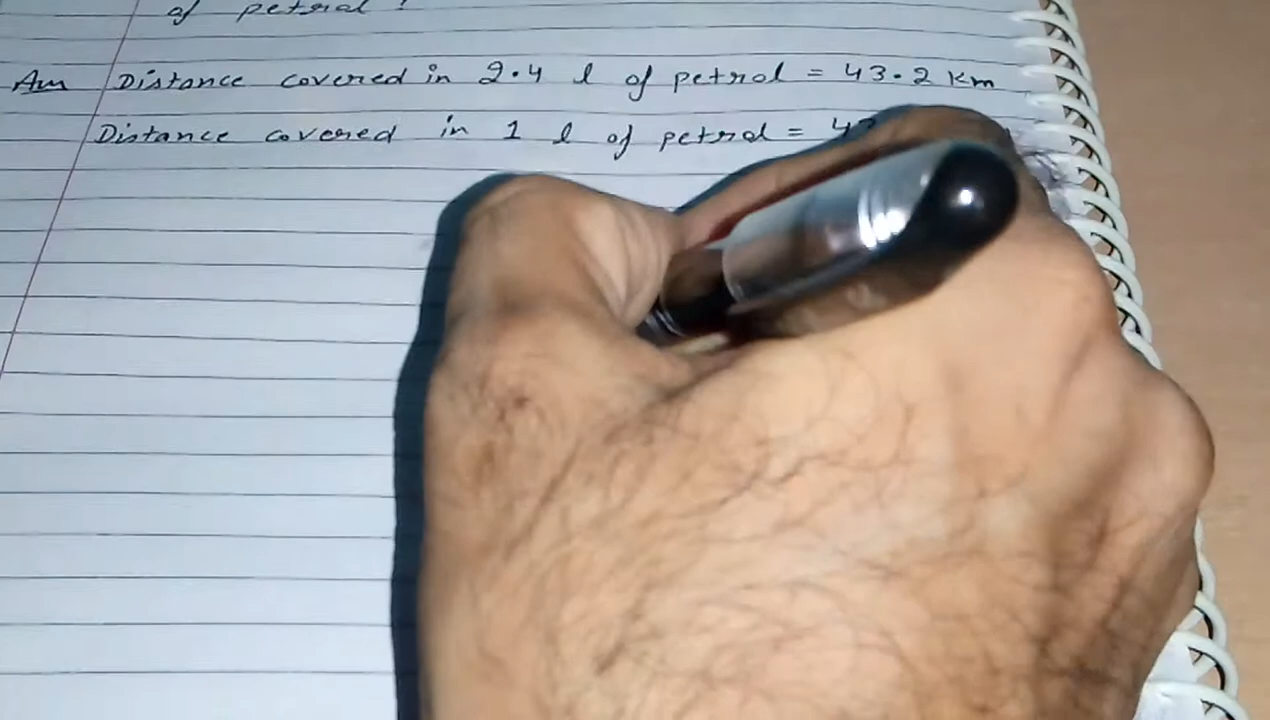 of petrol !
Ans Distance covered in 2.4 l of petrol = 43.2 km
Distance covered in 1 l of petrol = 43